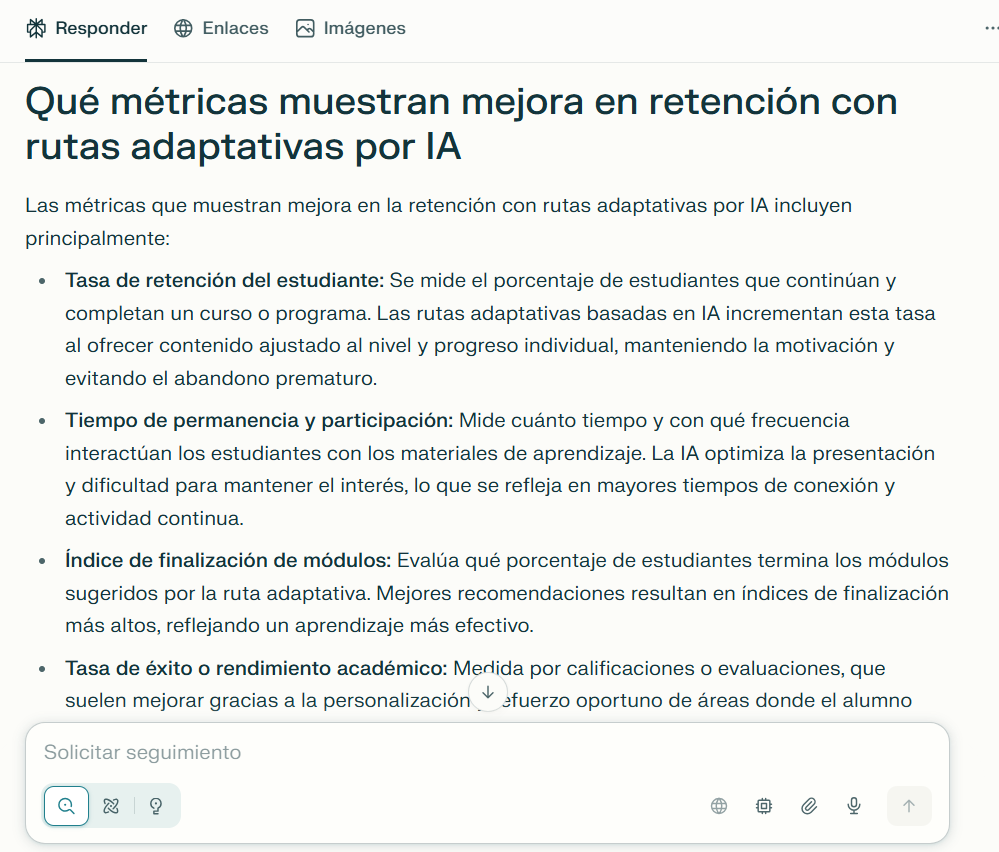 Responder Enlaces Imágenes
Qué métricas muestran mejora en retención con
rutas adaptativas por IA
Las métricas que muestran mejora en la retención con rutas adaptativas por IA incluyen
principalmente:
Tasa de retención del estudiante: Se mide el porcentaje de estudiantes que continúan y
completan un curso o programa. Las rutas adaptativas basadas en IA incrementan esta tasa
al ofrecer contenido ajustado al nivel y progreso individual, manteniendo la motivación y
evitando el abandono prematuro.
Tiempo de permanencia y participación: Mide cuánto tiempo y con qué frecuencia
interactúan los estudiantes con los materiales de aprendizaje. La IA optimiza la presentación
y dificultad para mantener el interés, lo que se refleja en mayores tiempos de conexión y
actividad continua.
Índice de finalización de módulos: Evalúa qué porcentaje de estudiantes termina los módulos
sugeridos por la ruta adaptativa. Mejores recomendaciones resultan en índices de finalización
más altos, reflejando un aprendizaje más efectivo.
Tasa de éxito o rendimiento académico: Medida por calificaciones o evaluaciones, que
suelen mejorar gracias a la personalización efuerzo oportuno de áreas donde el alumno
Solicitar seguimiento